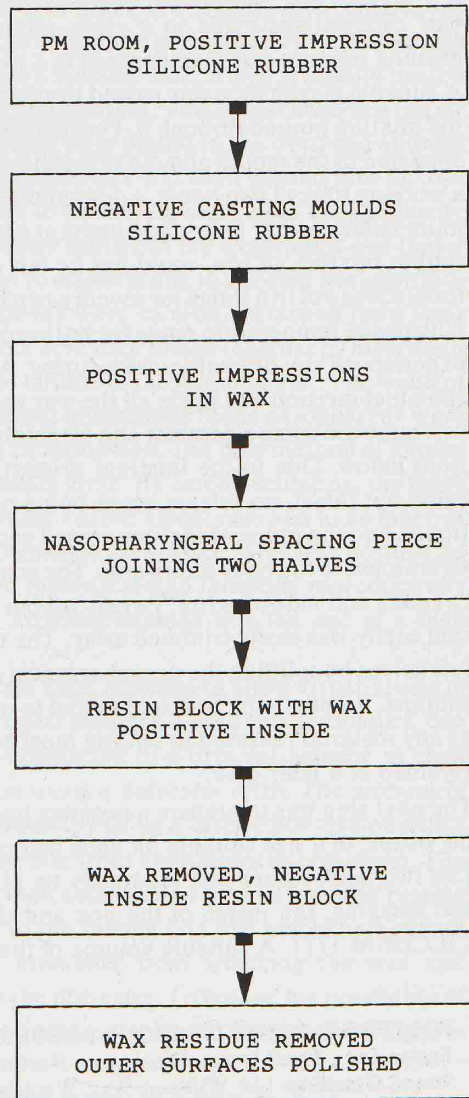 PM ROOM, POSITIVE IMPRESSION
SILICONE RUBBER
NEGATIVE CASTING MOULDS
SILICONE RUBBER
POSITIVE IMPRESSIONS
IN WAX
NASOPHARYNGEAL SPACING PIECE
JOINING TWO HALVES
RESIN BLOCK WITH WAX
POSITIVE INSIDE
WAX REMOVED, NEGATIVE
INSIDE RESIN BLOCK
WAX RESIDUE REMOVED
OUTER SURFACES POLISHED